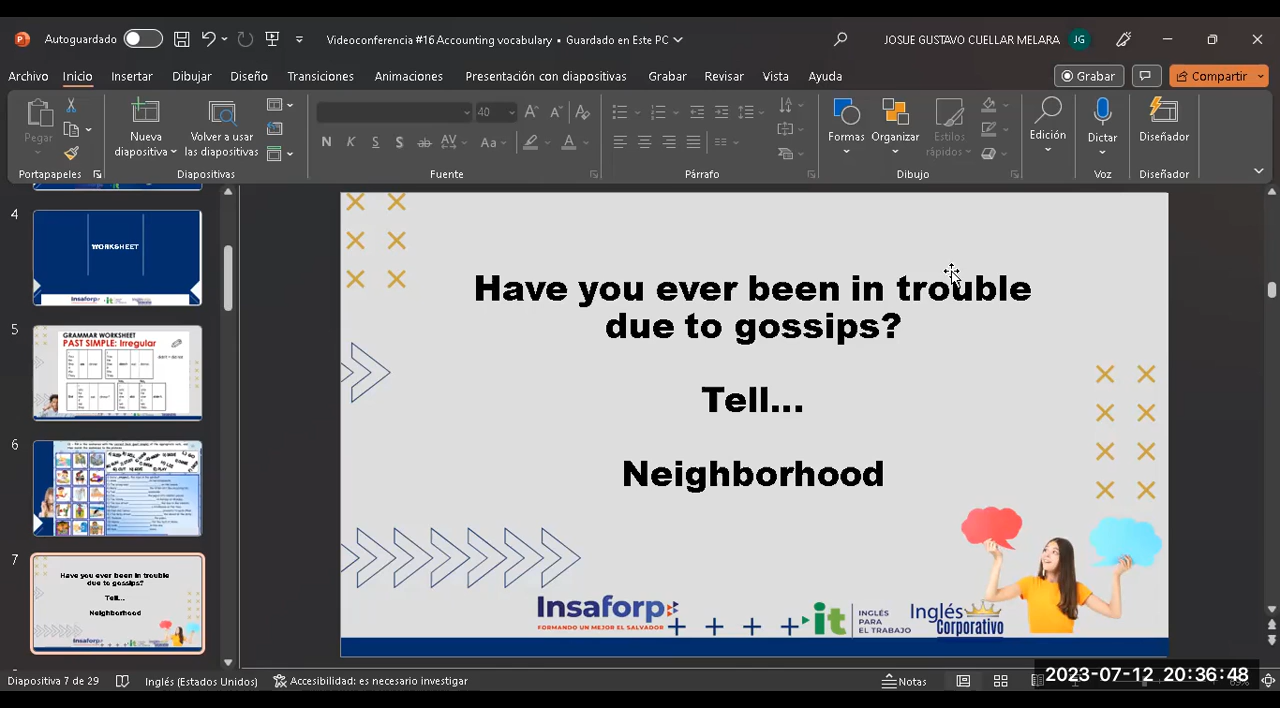 Autoguardado
Videoconferencia #16 Accounting vocabulary • Guardado en Este PC
JOSUE GUSTAVO CUELLAR MELARA
JG
Archivo
Inicio
Insertar
Dibujar
Diseño
Transiciones
Animaciones
Presentación con diapositivas
Grabar
Revisar
Vista
Ayuda
Grabar
Compartir
Pegar
Nueva
diapositiva
Volver a usar
las diapositivas
40
N K S S ab AV Aa A
Formas
Organizar
Estilos
rápidos
Edición
Dictar
Diseñador
Portapapeles
Diapositivas
Fuente
Párrafo
Dibujo
Voz
Diseñador
4
WORKSHEET
5
GRAMMAR WORKSHEET
PAST SIMPLE: Irregular
6
7
Have you ever been in trouble
due to gossips?
Tell...
Neighborhood
Have you ever been in trouble
due to gossips?
Tell...
Neighborhood
Insaforp
FORMANDO UN MEJOR EL SALVADOR
it
INGLÉS
PARA
EL TRABAJO
Inglés
Corporativo
Diapositiva 7 de 29
Inglés (Estados Unidos)
Accesibilidad: es necesario investigar
Notas
2023-07-12 20:36:48